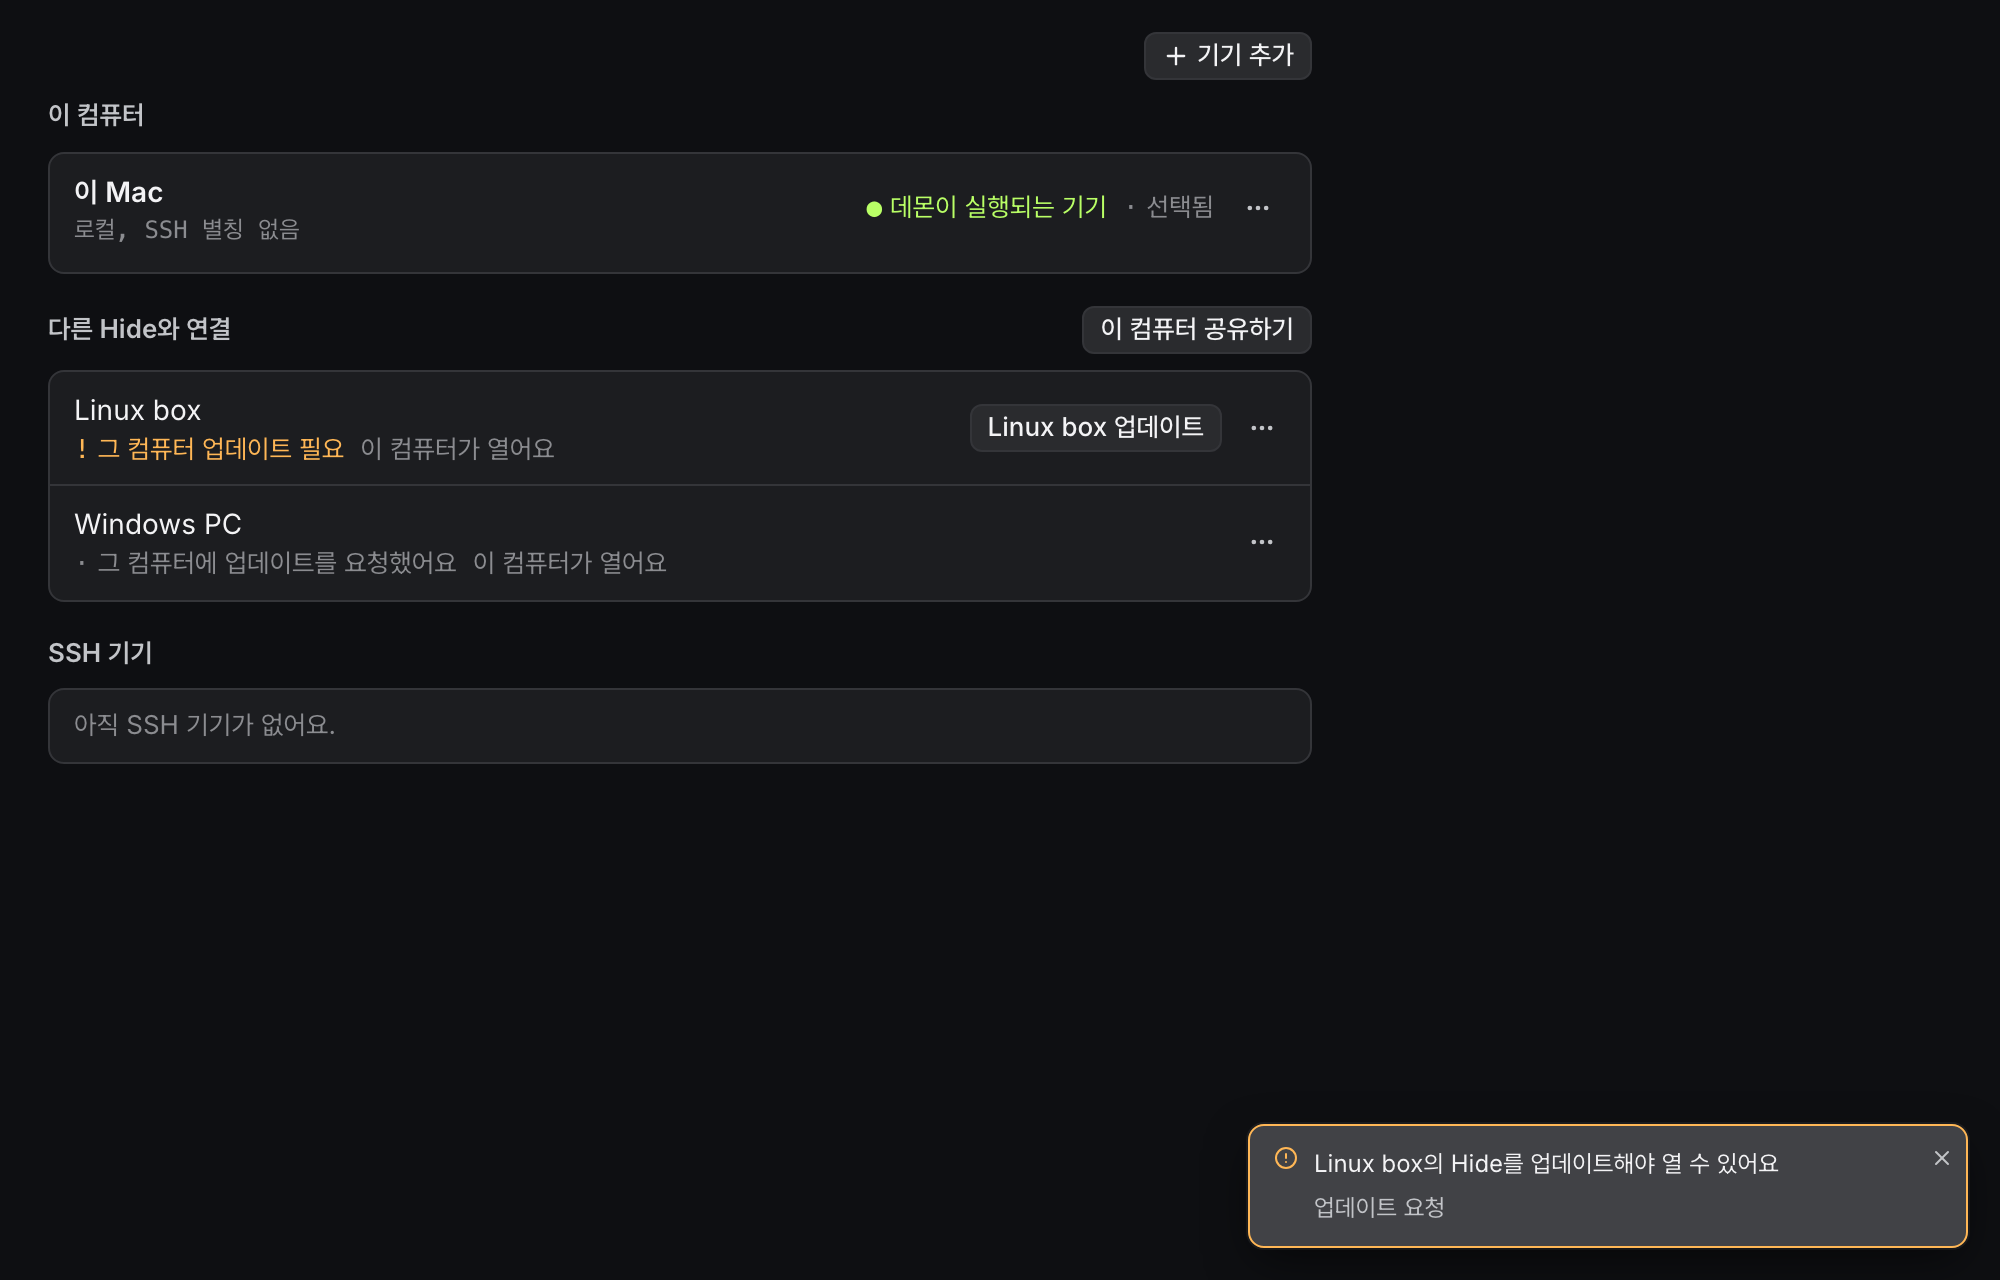 기기 추가
이 컴퓨터
이 Mac
로컬, SSH 별칭 없음
데몬이 실행되는 기기 · 선택됨
다른 Hide와 연결
이 컴퓨터 공유하기
Linux box
! 그 컴퓨터 업데이트 필요 이 컴퓨터가 열어요
Linux box 업데이트
Windows PC
· 그 컴퓨터에 업데이트를 요청했어요 이 컴퓨터가 열어요
SSH 기기
아직 SSH 기기가 없어요.
Linux box의 Hide를 업데이트해야 열 수 있어요
업데이트 요청